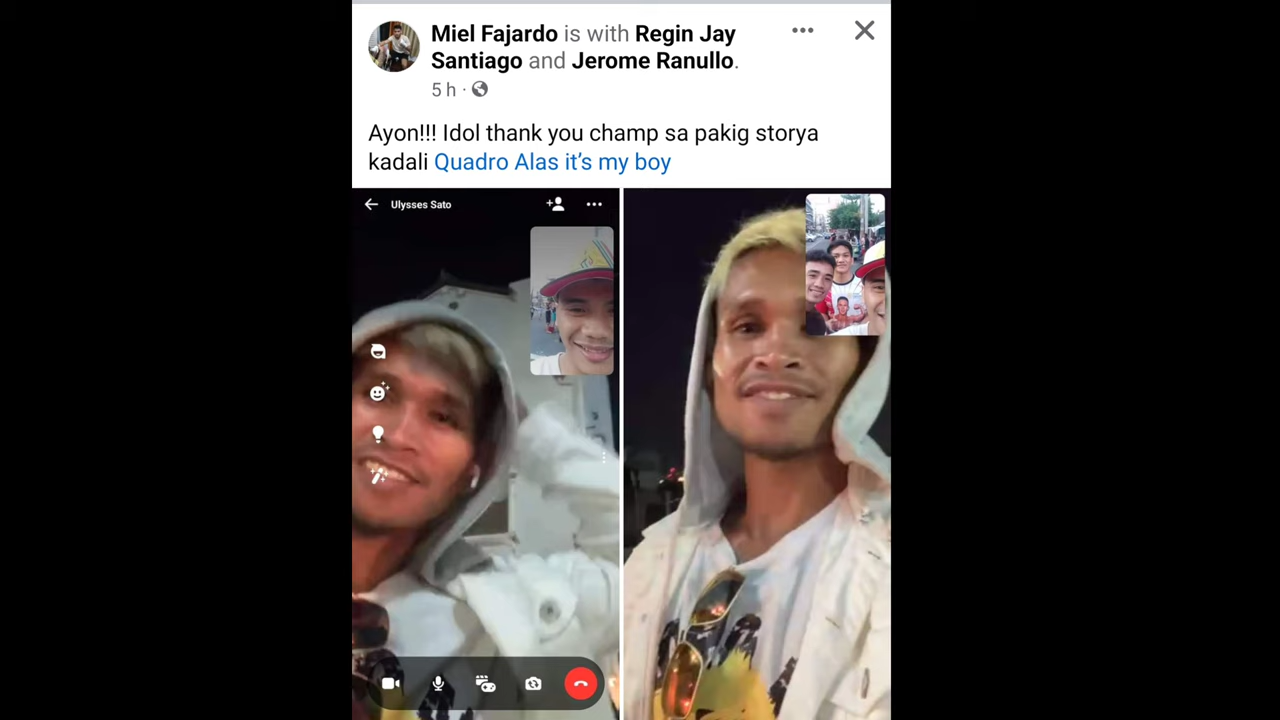 Miel Fajardo is with Regin Jay
Santiago and Jerome Ranullo.
5 h ·
Ayon!!! Idol thank you champ sa pakig storya
kadali Quadro Alas it’s my boy
Ulysses Sato